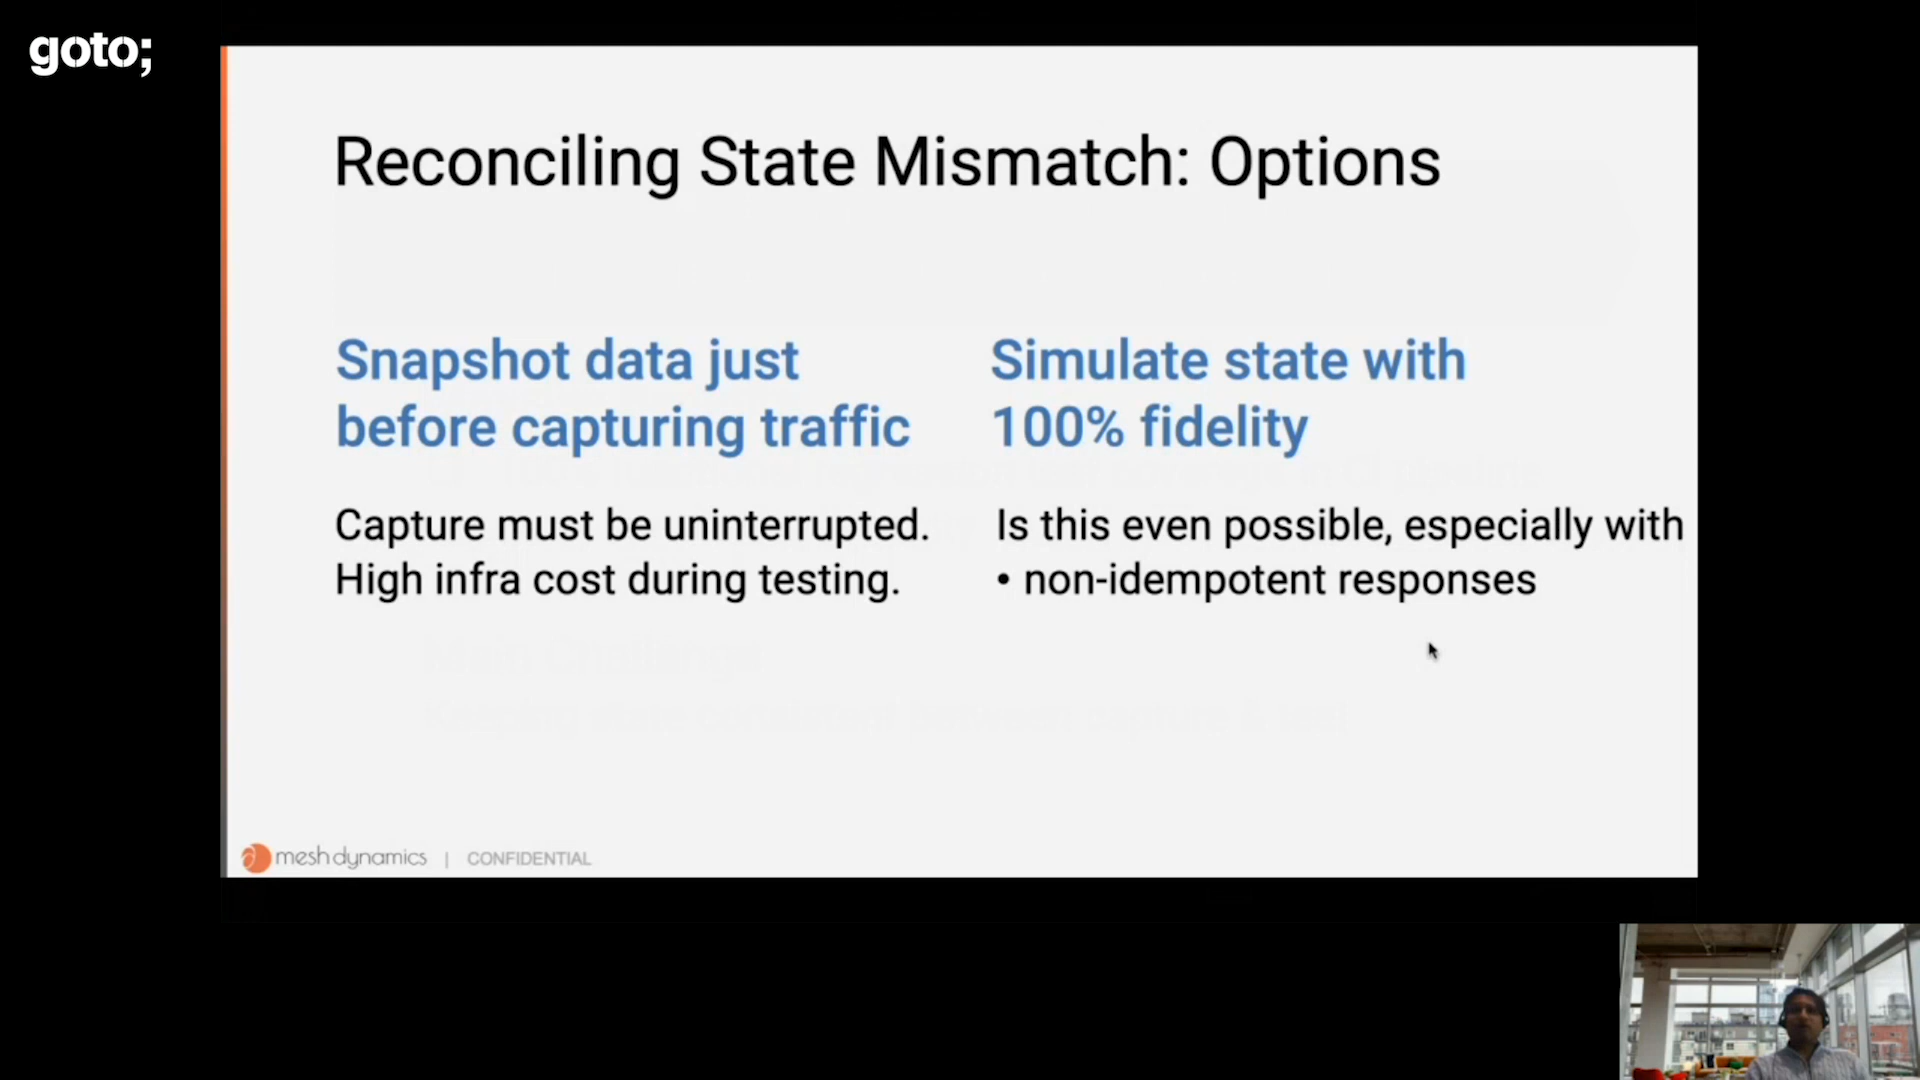 goto;
Reconciling State Mismatch: Options
Snapshot data just
before capturing traffic
Capture must be uninterrupted.
High infra cost during testing.
Simulate state with
100% fidelity
Is this even possible, especially with
• non-idempotent responses
mesh dynamics | CONFIDENTIAL